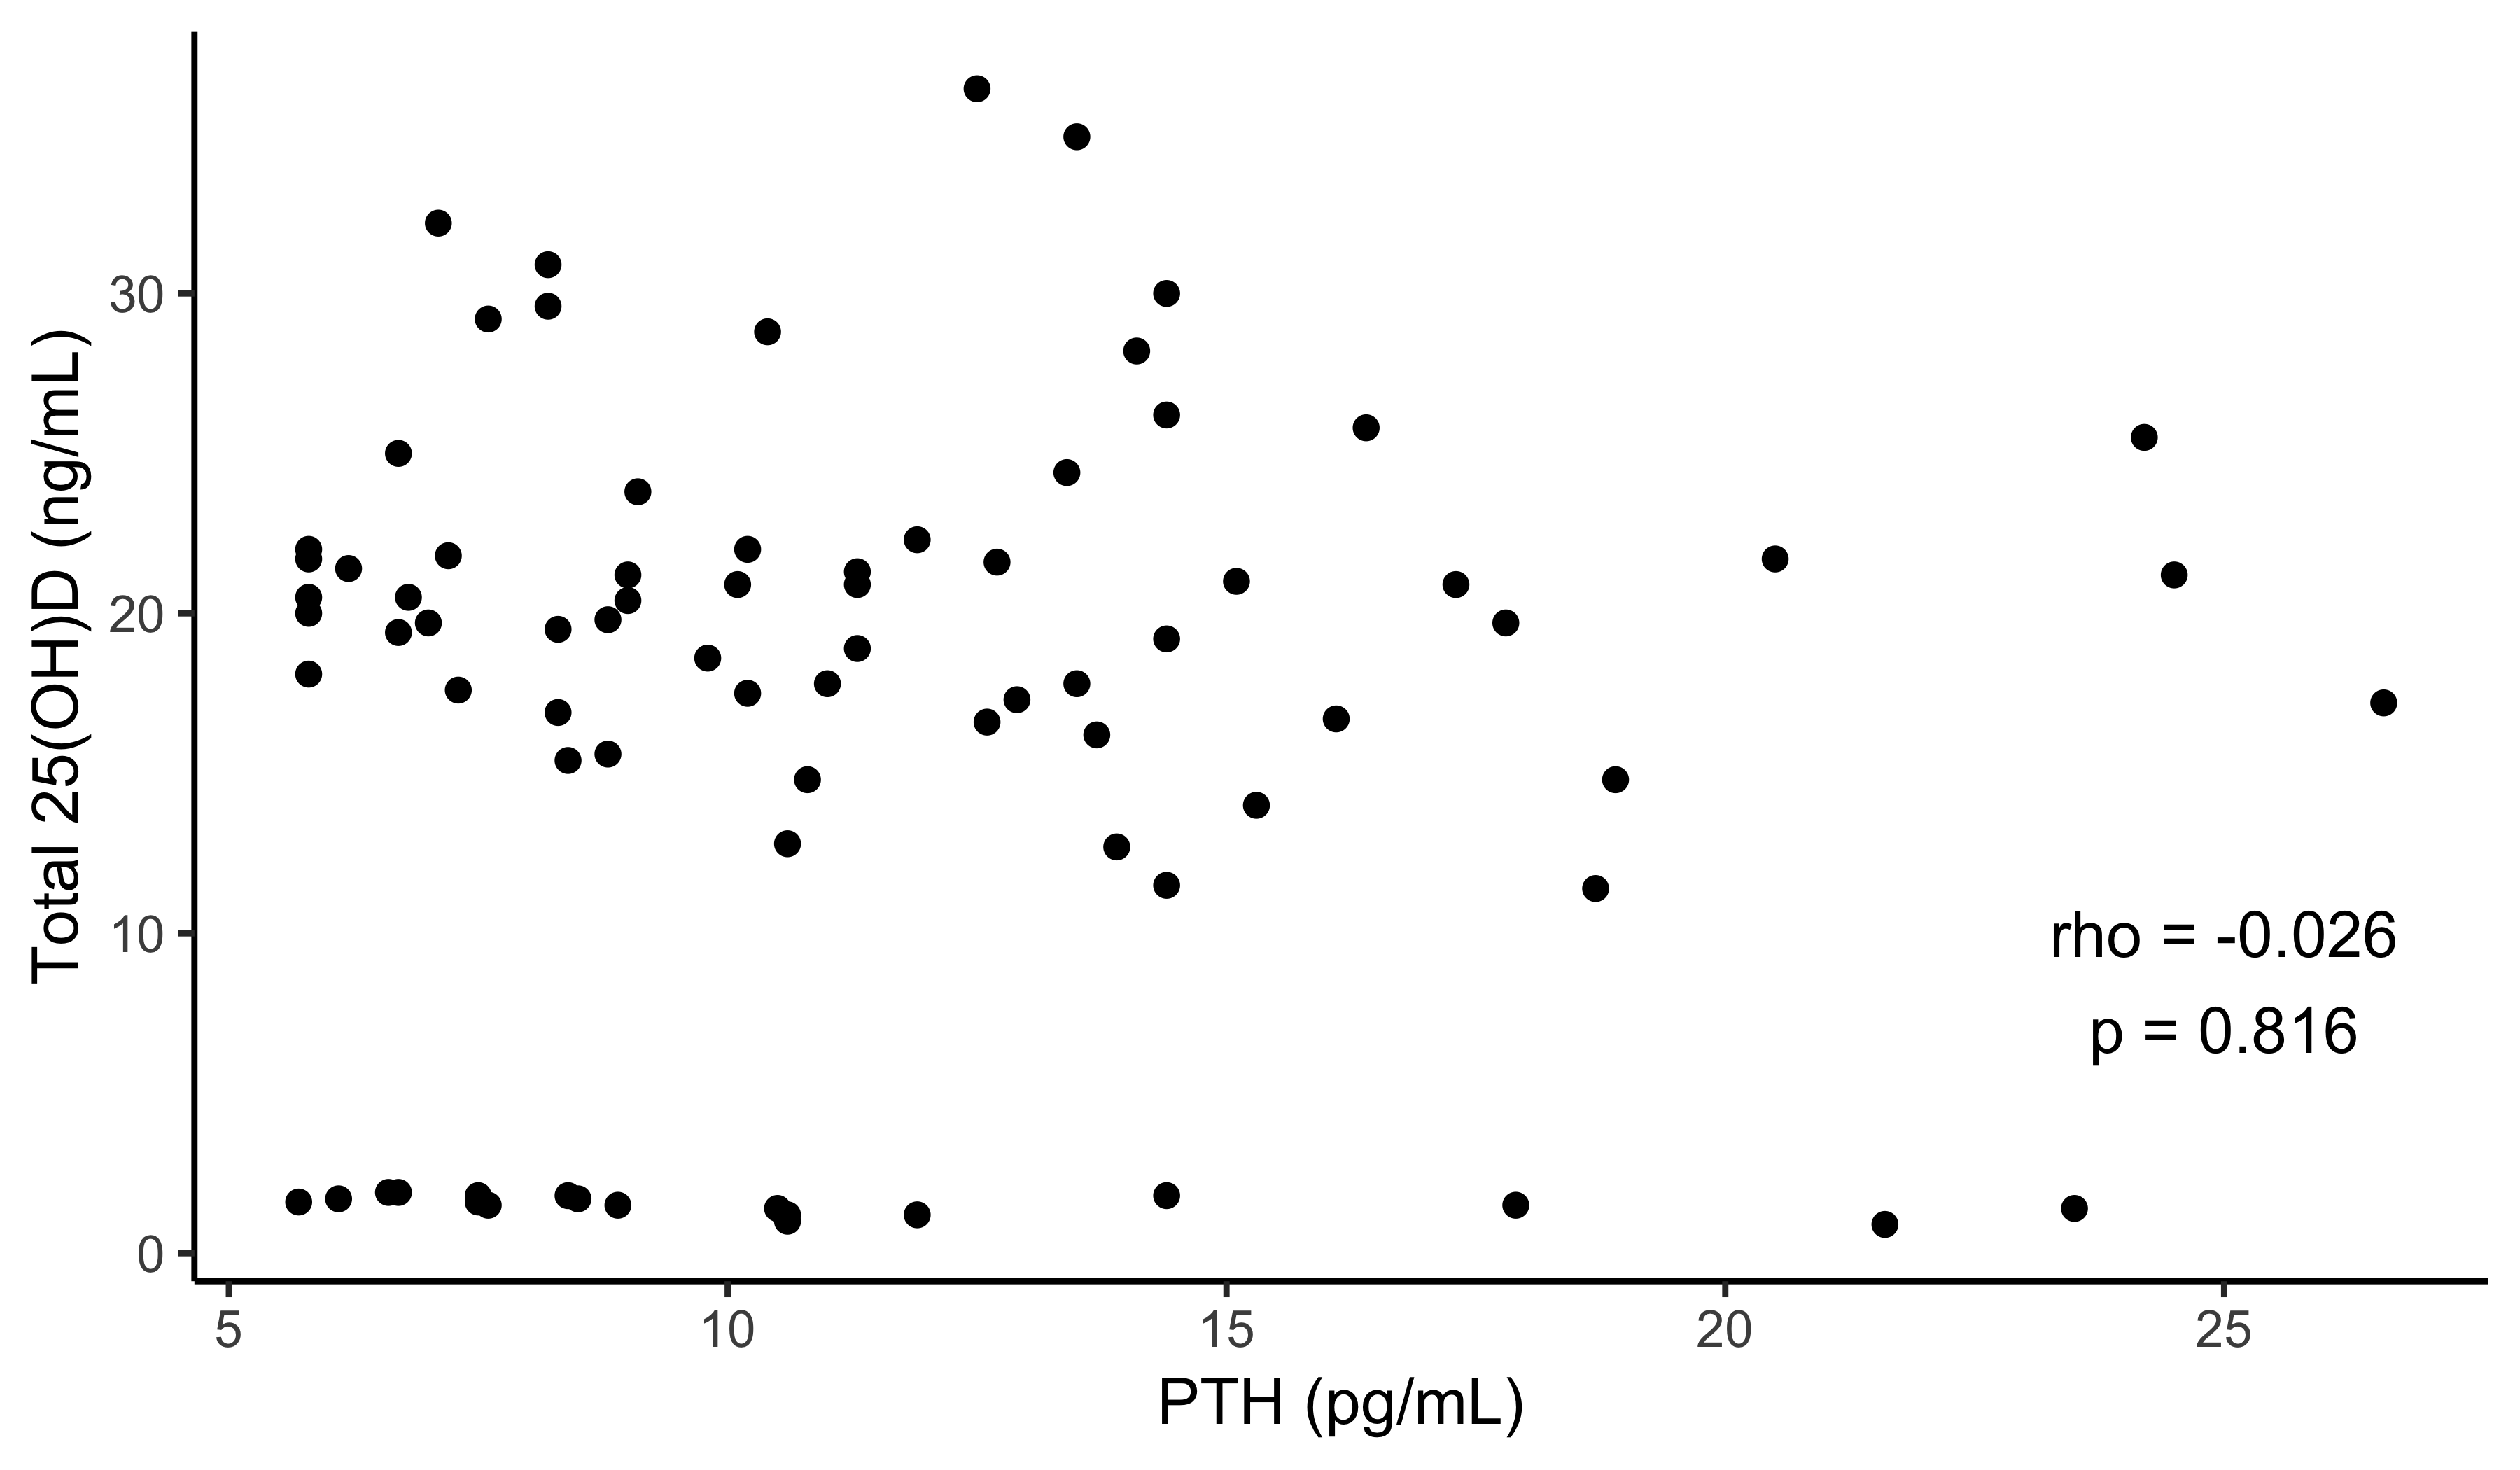 Total 25(OH)D (ng/mL)
30
20
10
0
rho = -0.026
p = 0.816
5 10 15 20 25
PTH (pg/mL)